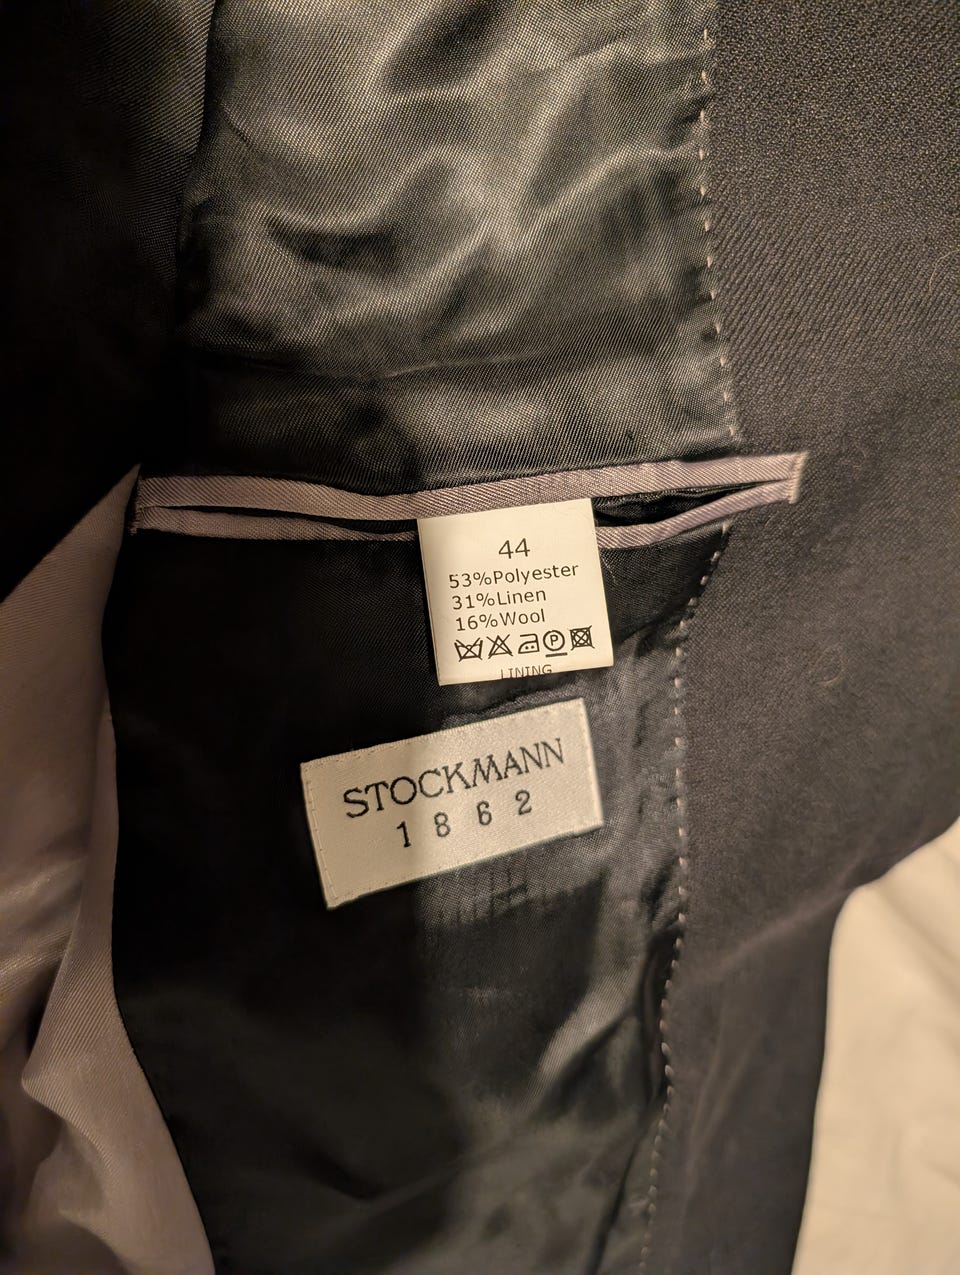 44
53%Polyester
31%Linen
16%Wool
LINING
STOCKMANN
1862